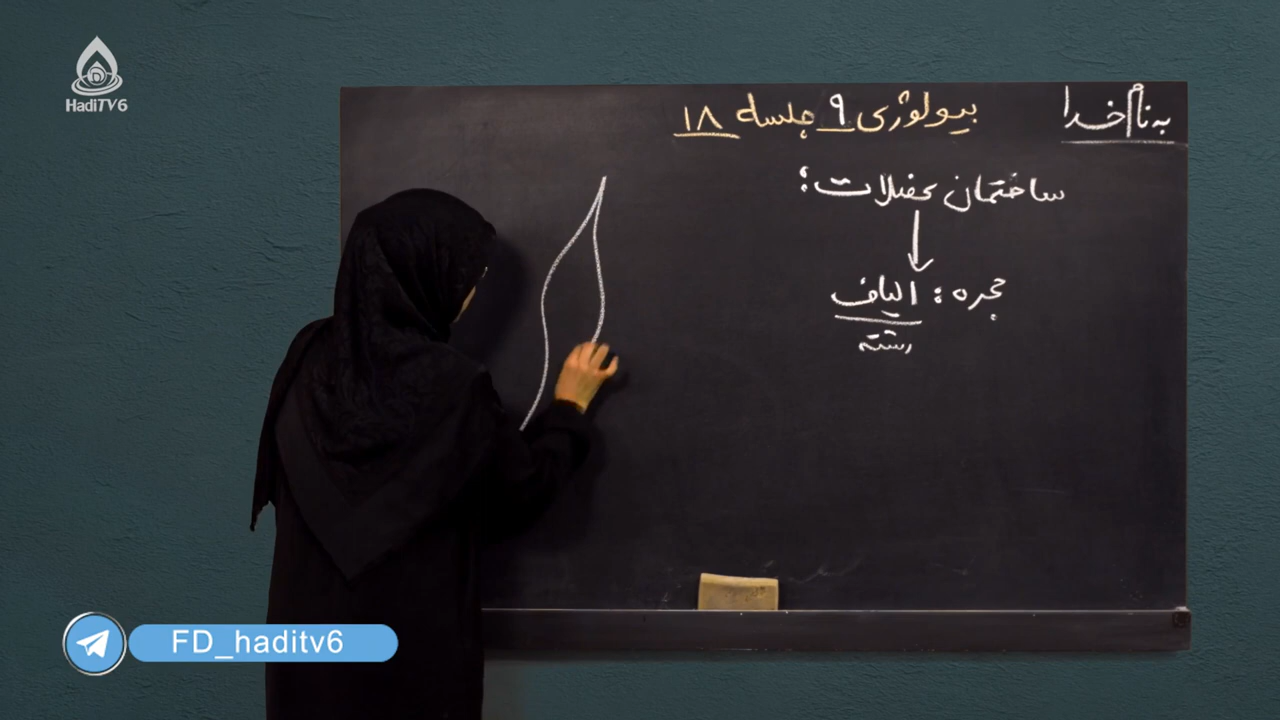 HadiTV6
به نام خدا
بیولوژی ۹ جلسه ۱۸
ساختمان عضلات:
حجره: الیاف
رشته
FD_haditv6